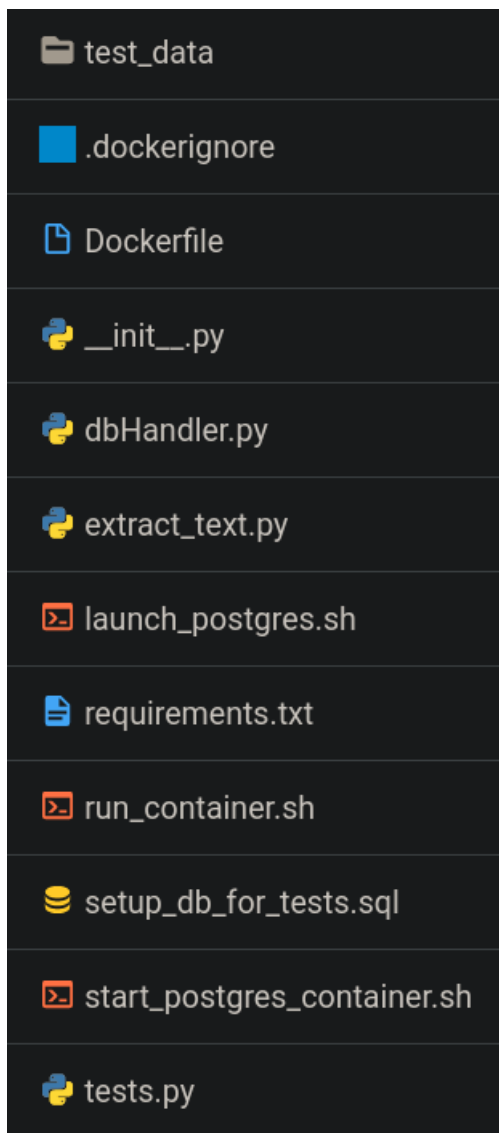 test_data
.dockerignore
Dockerfile
__init__.py
dbHandler.py
extract_text.py
launch_postgres.sh
requirements.txt
run_container.sh
setup_db_for_tests.sql
start_postgres_container.sh
tests.py